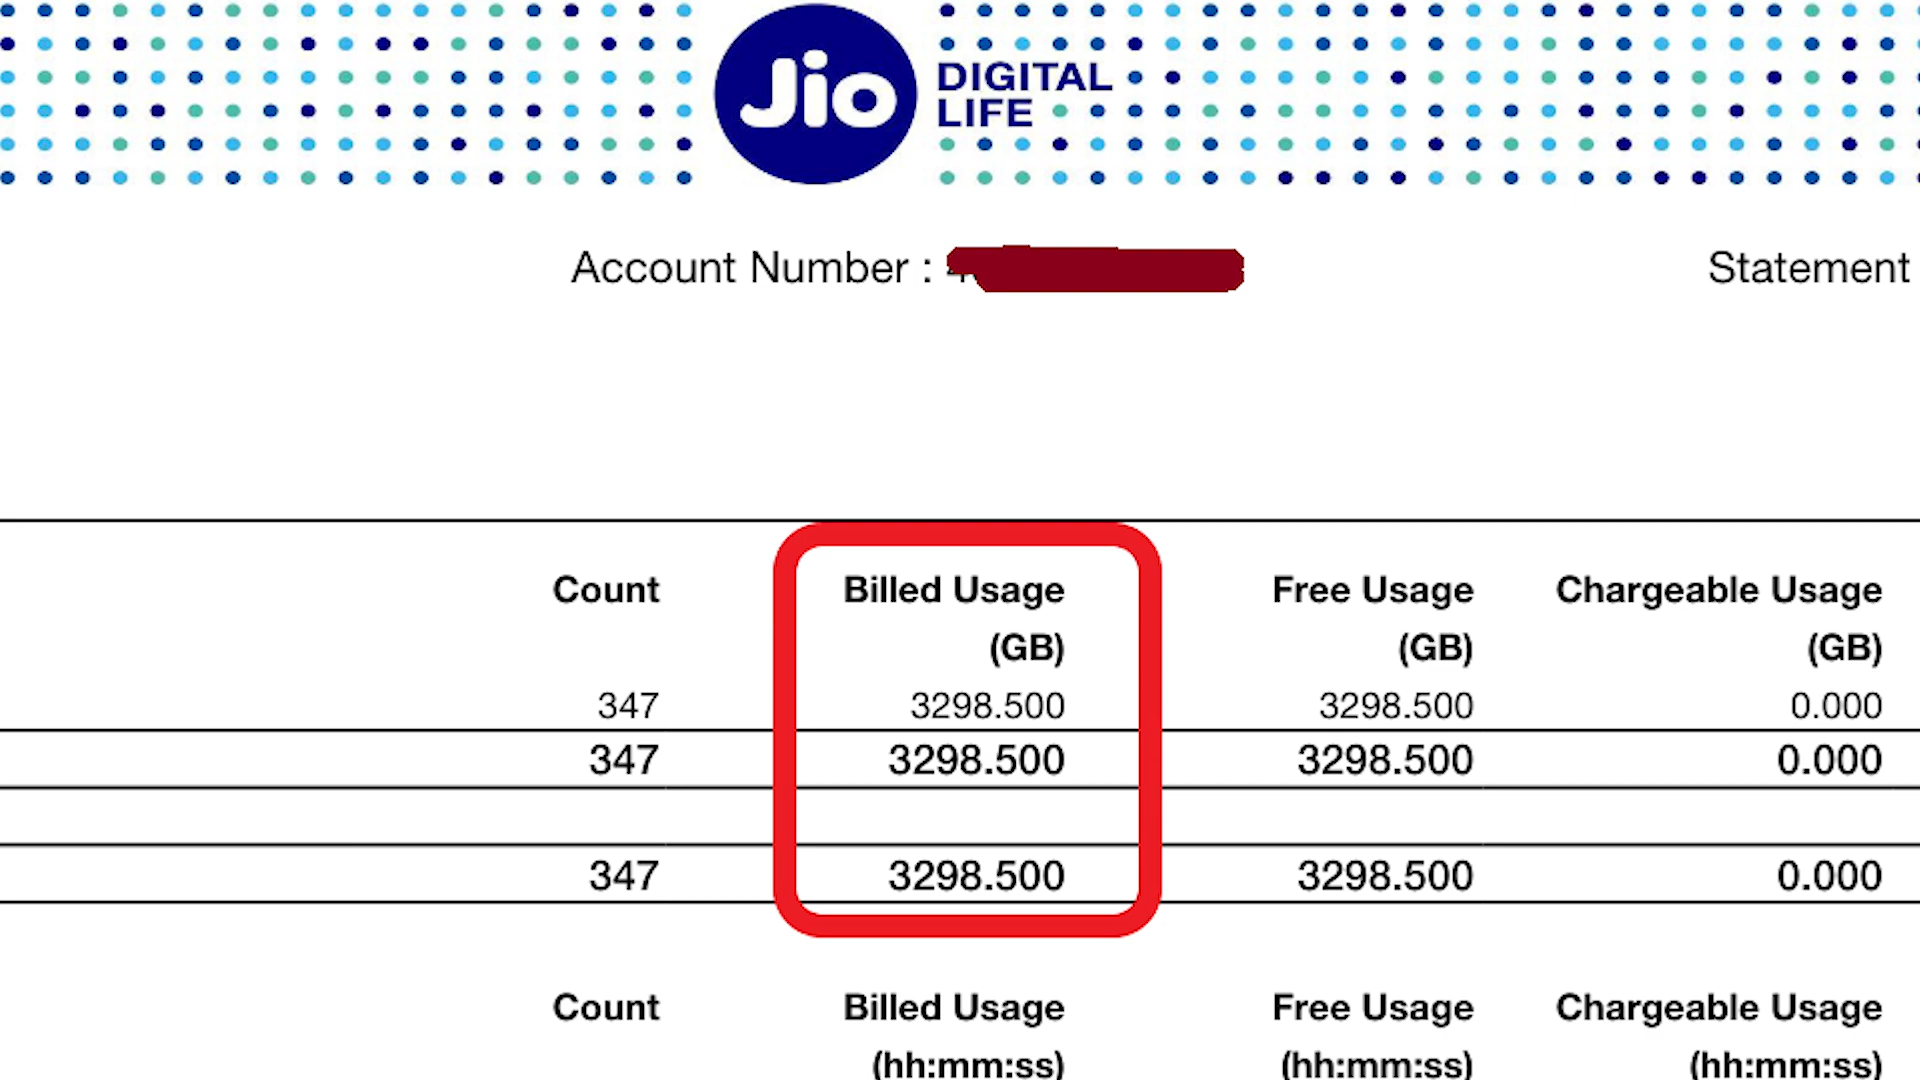 Jio DIGITAL
LIFE
Account Number :
Statement
Count Billed Usage Free Usage Chargeable Usage
(GB) (GB) (GB)
347 3298.500 3298.500 0.000
347 3298.500 3298.500 0.000
347 3298.500 3298.500 0.000
Count Billed Usage Free Usage Chargeable Usage
(hh:mm:ss) (hh:mm:ss) (hh:mm:ss)